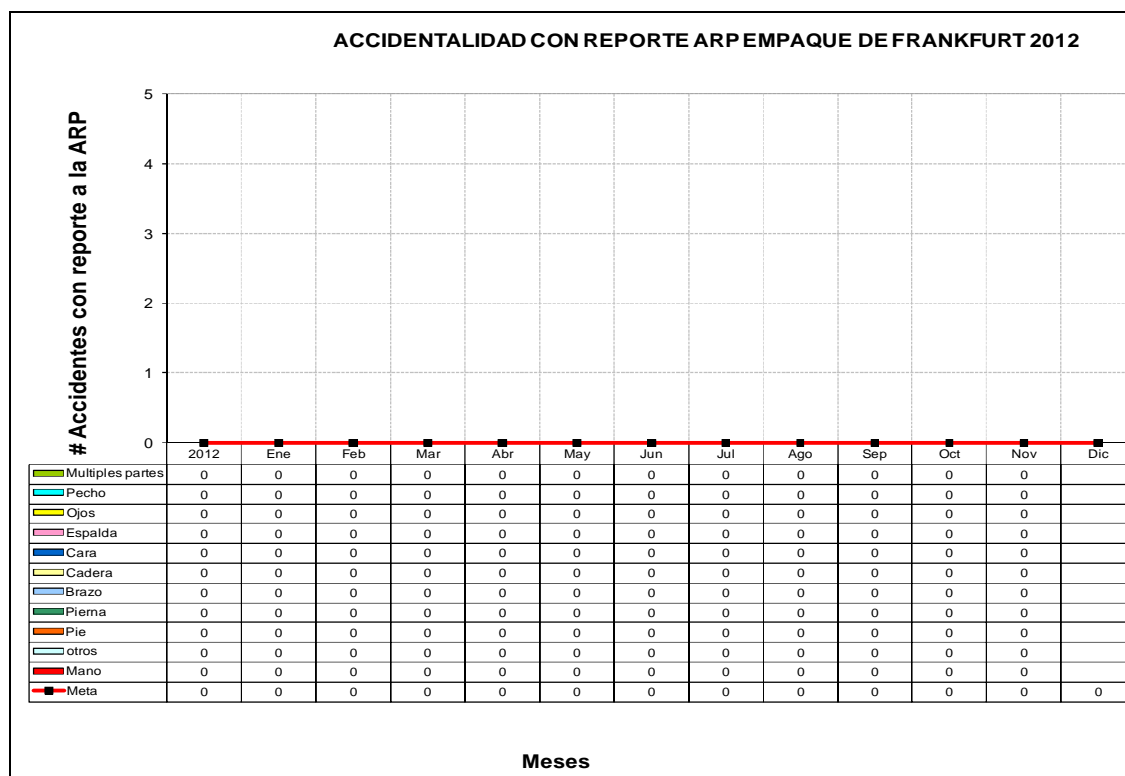 ACCIDENTALIDAD CON REPORTE ARP EMPAQUE DE FRANKFURT 2012
# Accidentes con reporte a la ARP
5
4
3
2
1
0
2012 Ene Feb Mar Abr May Jun Jul Ago Sep Oct Nov Dic
Multiples partes 0 0 0 0 0 0 0 0 0 0 0 0
Pecho 0 0 0 0 0 0 0 0 0 0 0 0
Ojos 0 0 0 0 0 0 0 0 0 0 0 0
Espalda 0 0 0 0 0 0 0 0 0 0 0 0
Cara 0 0 0 0 0 0 0 0 0 0 0 0
Cadera 0 0 0 0 0 0 0 0 0 0 0 0
Brazo 0 0 0 0 0 0 0 0 0 0 0 0
Pierna 0 0 0 0 0 0 0 0 0 0 0 0
Pie 0 0 0 0 0 0 0 0 0 0 0 0
otros 0 0 0 0 0 0 0 0 0 0 0 0
Mano 0 0 0 0 0 0 0 0 0 0 0 0
Meta 0 0 0 0 0 0 0 0 0 0 0 0 0
Meses